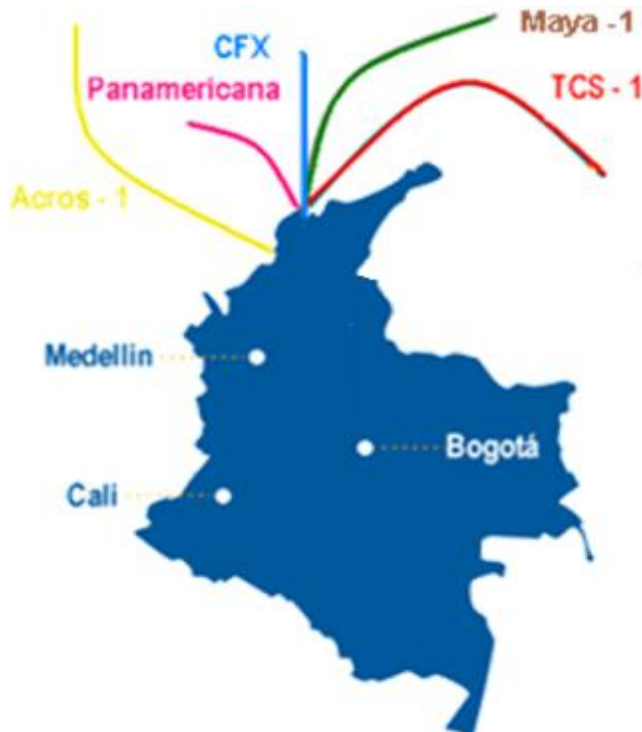 Maya -1
CFX
TCS - 1
Panamericana
Acros - 1
Medellin
Bogotá
Cali